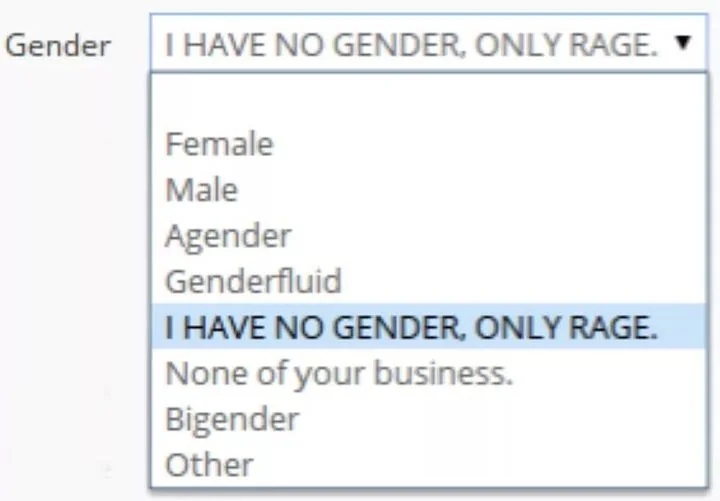 Gender I HAVE NO GENDER, ONLY RAGE. ▼
Female
Male
Agender
Genderfluid
I HAVE NO GENDER, ONLY RAGE.
None of your business.
Bigender
Other